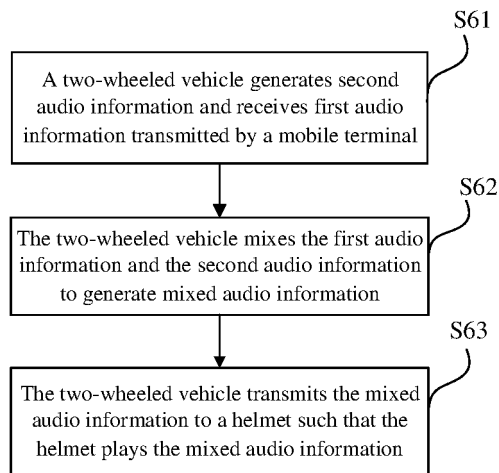 S61
A two-wheeled vehicle generates second
audio information and receives first audio
information transmitted by a mobile terminal
S62
The two-wheeled vehicle mixes the first audio
information and the second audio information
to generate mixed audio information
S63
The two-wheeled vehicle transmits the mixed
audio information to a helmet such that the
helmet plays the mixed audio information